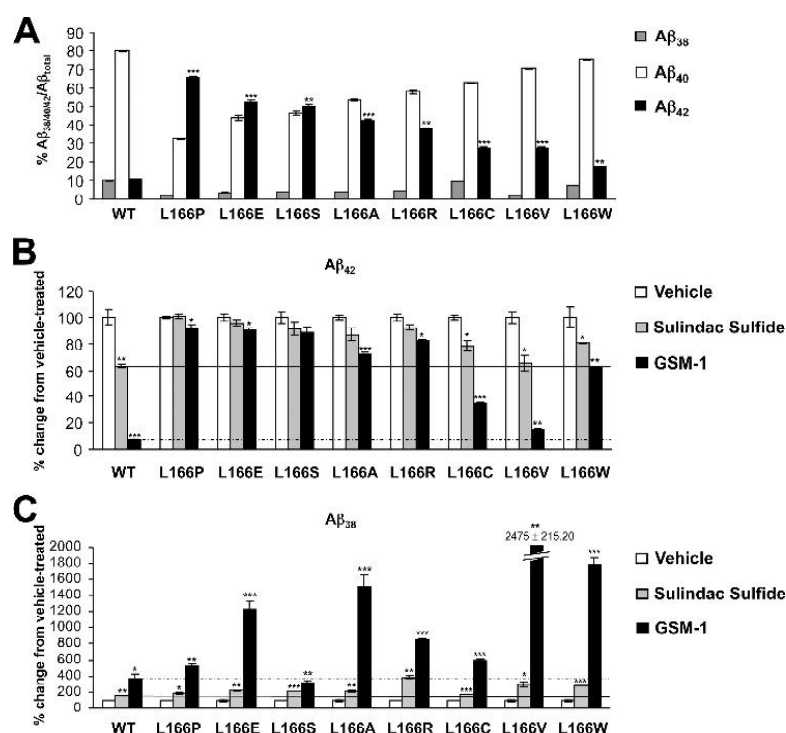 A
90
80
70
60
50
40
30
20
10
0
% Aβ38/40/42/Aβtotal
*** *** ** *** ** *** *** **
WT L166P L166E L166S L166A L166R L166C L166V L166W
Aβ38
Aβ40
Aβ42
B
Aβ42
120
100
80
60
40
20
0
% change from vehicle-treated
** *** * * *** * * *** * ** * **
WT L166P L166E L166S L166A L166R L166C L166V L166W
Vehicle
Sulindac Sulfide
GSM-1
C
Aβ38
**
2475 ± 215.20
2000
1800
1600
1400
1200
1000
800
600
400
200
0
% change from vehicle-treated
** * * ** ** *** *** ** ** *** ** *** *** *** * *** ***
WT L166P L166E L166S L166A L166R L166C L166V L166W
Vehicle
Sulindac Sulfide
GSM-1